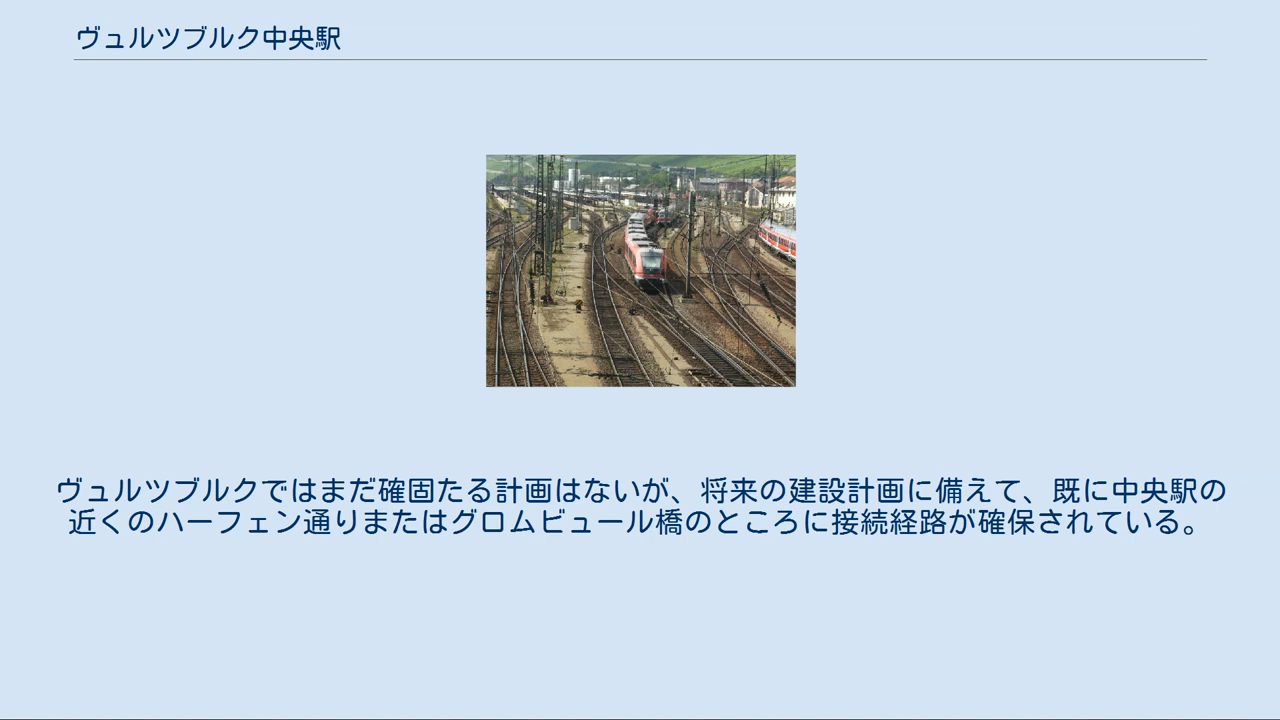 ヴュルツブルク中央駅
ヴュルツブルクではまだ確固たる計画はないが、将来の建設計画に備えて、既に中央駅の
近くのハーフェン通りまたはグロムビュール橋のところに接続経路が確保されている。